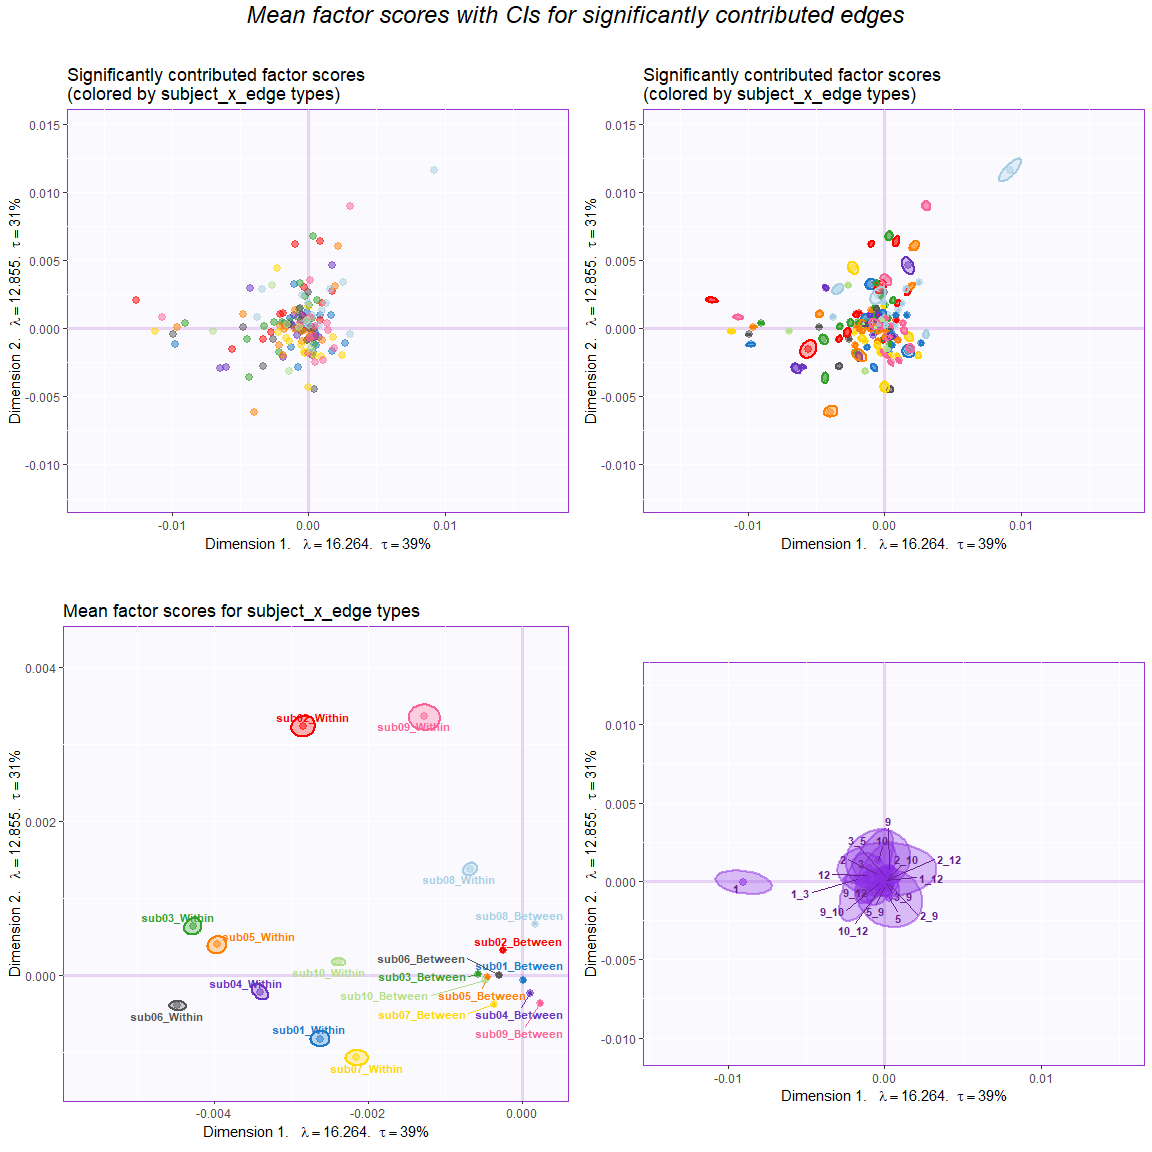 Mean factor scores with CIs for significantly contributed edges
Significantly contributed factor scores
(colored by subject_x_edge types)
0.015
0.010
0.005
0.000
-0.005
-0.010
-0.01
0.00
0.01
Dimension 2. λ = 12.855. τ = 31%
Dimension 1. λ = 16.264. τ = 39%
Significantly contributed factor scores
(colored by subject_x_edge types)
0.015
0.010
0.005
0.000
-0.005
-0.010
-0.01
0.00
0.01
Dimension 2. λ = 12.855. τ = 31%
Dimension 1. λ = 16.264. τ = 39%
Mean factor scores for subject_x_edge types
0.004
0.002
0.000
-0.004
-0.002
0.000
Dimension 2. λ = 12.855. τ = 31%
Dimension 1. λ = 16.264. τ = 39%
sub02_Within
sub09_Within
sub08_Within
sub03_Within
sub05_Within
sub10_Within
sub04_Within
sub06_Within
sub01_Within
sub07_Within
sub08_Between
sub02_Between
sub06_Between
sub01_Between
sub03_Between
sub10_Between
sub05_Between
sub07_Between
sub04_Between
sub09_Between
0.010
0.005
0.000
-0.005
-0.010
-0.01
0.00
0.01
Dimension 2. λ = 12.855. τ = 31%
Dimension 1. λ = 16.264. τ = 39%
9
3_5
10
2
3
2_10
2_12
12
1_12
1
1_3
9_12
3_9
9_10
5_9
5
2_9
10_12